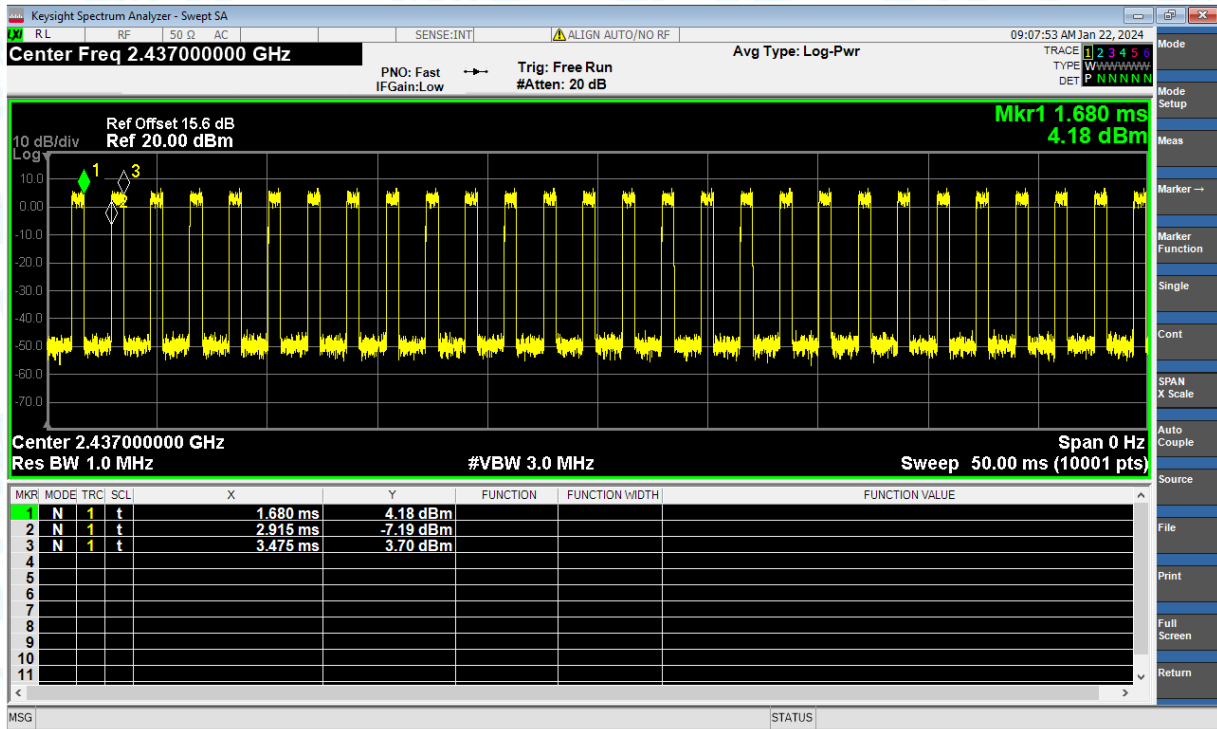 Keysight Spectrum Analyzer - Swept SA
LXI RL RF 50 Ω AC SENSE:INT ALIGN AUTO/NO RF 09:07:53 AM Jan 22, 2024
Center Freq 2.437000000 GHz
PNO: Fast
IFGain:Low
Trig: Free Run
#Atten: 20 dB
Avg Type: Log-Pwr
TRACE 1 2 3 4 5 6
TYPE WWWWWWW
DET P N N N N N
Mkr1 1.680 ms
4.18 dBm
Ref Offset 15.6 dB
10 dB/div Ref 20.00 dBm
Log
1
2
3
10.0
0.00
-10.0
-20.0
-30.0
-40.0
-50.0
-60.0
-70.0
Center 2.437000000 GHz Span 0 Hz
Res BW 1.0 MHz #VBW 3.0 MHz Sweep 50.00 ms (10001 pts)
MKR MODE TRC SCL X Y FUNCTION FUNCTION WIDTH FUNCTION VALUE
1 N 1 t 1.680 ms 4.18 dBm
2 N 1 t 2.915 ms -7.19 dBm
3 N 1 t 3.475 ms 3.70 dBm
4
5
6
7
8
9
10
11
MSG STATUS
Mode
Mode
Setup
Meas
Marker →
Marker
Function
Single
Cont
SPAN
X Scale
Auto
Couple
Source
File
Print
Full
Screen
Return